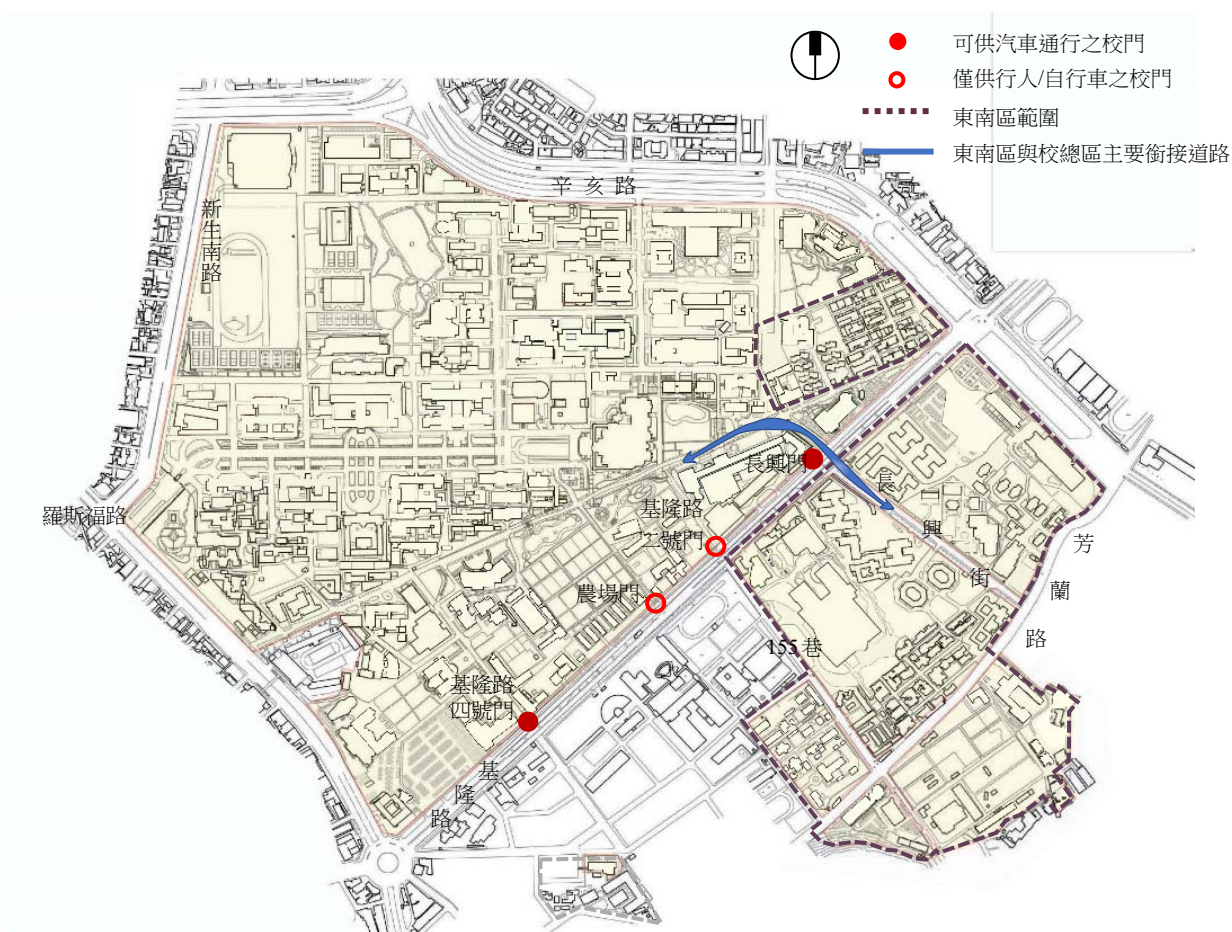 可供汽車通行之校門
僅供行人/自行車之校門
東南區範圍
東南區與校總區主要銜接道路
辛亥路
新生南路
羅斯福路
長興門
長興街
基隆路
二號門
農場門
芳蘭路
155巷
基隆路
四號門
基隆路